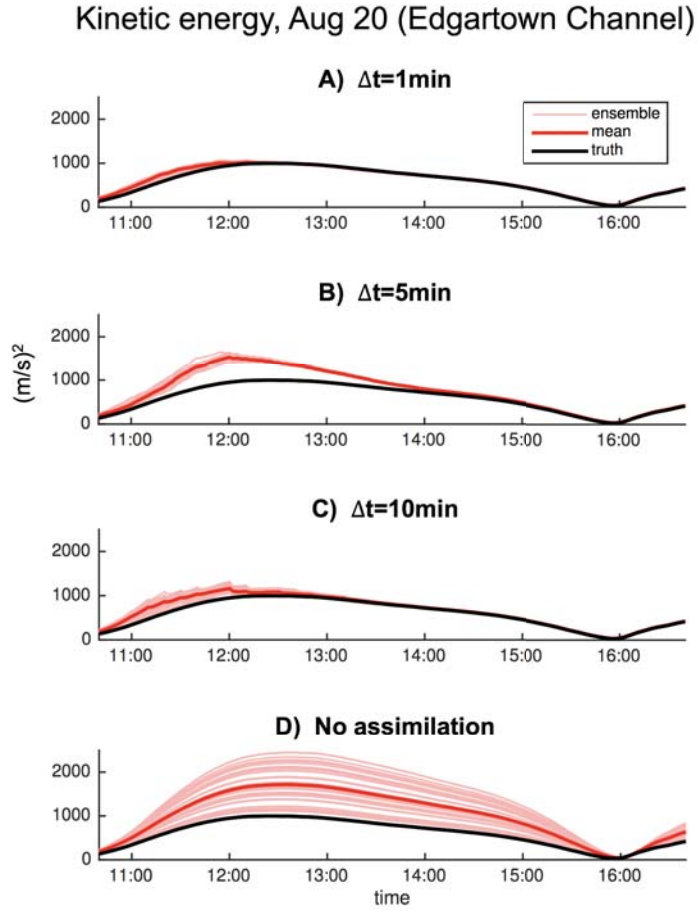 Kinetic energy, Aug 20 (Edgartown Channel)
A) Δt=1min
2000
1000
0
ensemble
mean
truth
11:00 12:00 13:00 14:00 15:00 16:00
B) Δt=5min
2000
1000
0
11:00 12:00 13:00 14:00 15:00 16:00
(m/s)²
C) Δt=10min
2000
1000
0
11:00 12:00 13:00 14:00 15:00 16:00
D) No assimilation
2000
1000
0
11:00 12:00 13:00 14:00 15:00 16:00
time